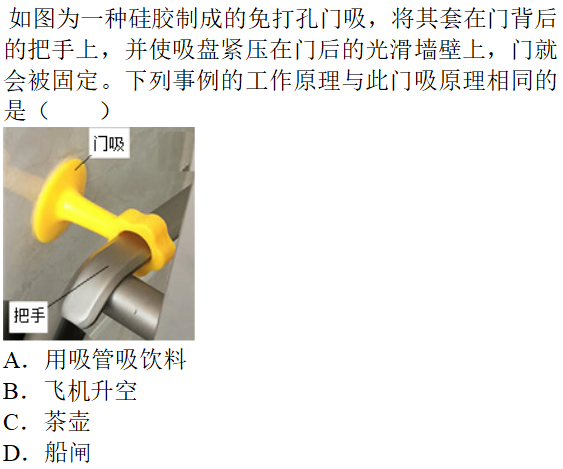 如图为一种硅胶制成的免打孔门吸，将其套在门背后
的把手上，并使吸盘紧压在门后的光滑墙壁上，门就
会被固定。下列事例的工作原理与此门吸原理相同的
是（　　）
门吸
把手
A．用吸管吸饮料
B．飞机升空
C．茶壶
D．船闸